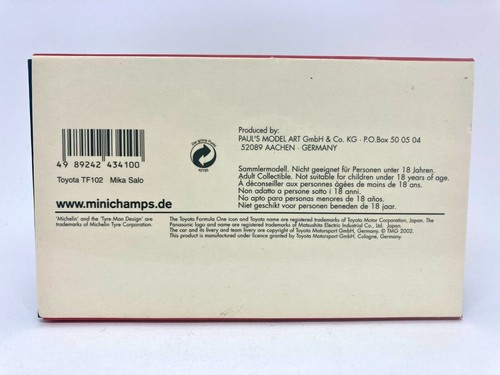 Produced by:
PAUL'S MODEL ART GmbH & Co. KG · P.O.Box 50 05 04
52089 AACHEN · GERMANY
4 89242 434100
Toyota TF102 Mika Salo
Sammlermodell. Nicht geeignet für Personen unter 18 Jahren.
Adult Collectible. Not suitable for children under 18 years of age.
A déconseiller aux personnes âgées de moins de 18 ans.
Non adatto a persone sotto i 18 anni.
No apto para personas menores de 18 años.
Niet geschikt voor personen beneden de 18 jaar.
www.minichamps.de
'Michelin' and the 'Tyre Man Design' are
trademarks of Michelin Tyre Corporation.
The Toyota Formula One icon and Toyota name are registered trademarks of Toyota Motor Corporation, Japan. The
Panasonic logo and name are registered trademarks of Matsushita Electric Industrial Co., Ltd. Japan.
The car and its livery and team livery are copyright of Toyota Motorsport GmbH, Germany. © TMG 2002.
This product is manufactured under licence granted by Toyota Motorsport GmbH, Cologne, Germany.